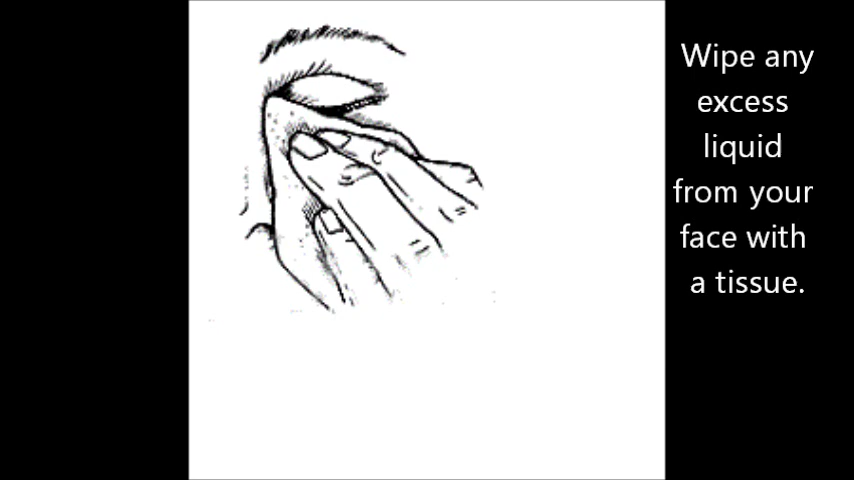 Wipe any
excess
liquid
from your
face with
a tissue.